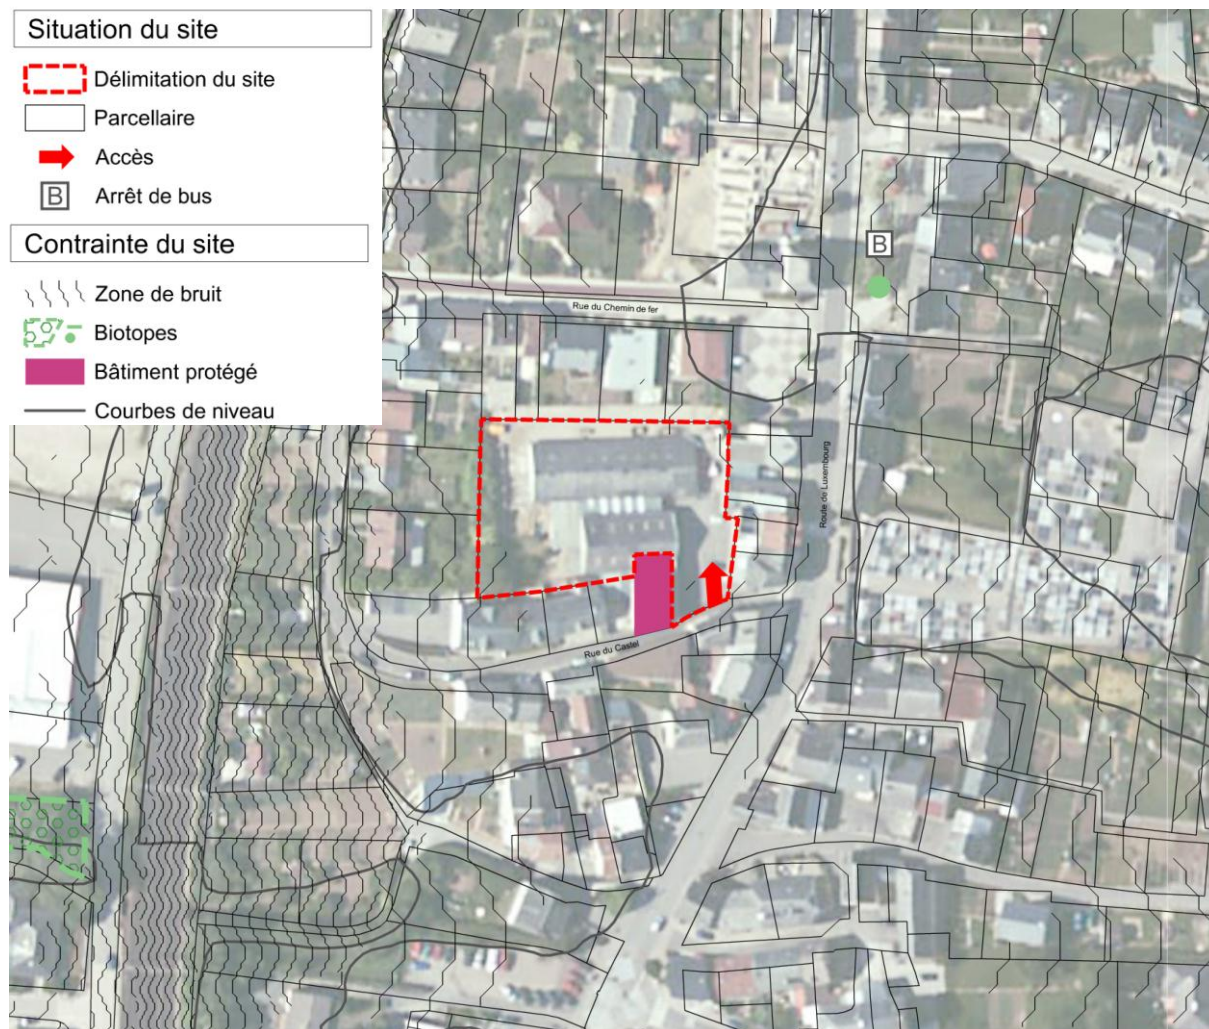 Situation du site
Délimitation du site
Parcellaire
Accès
B Arrêt de bus
Contrainte du site
Zone de bruit
Biotopes
Bâtiment protégé
Courbes de niveau
B
Rue du Chemin de fer
Route de Luxembourg
Rue du Castel